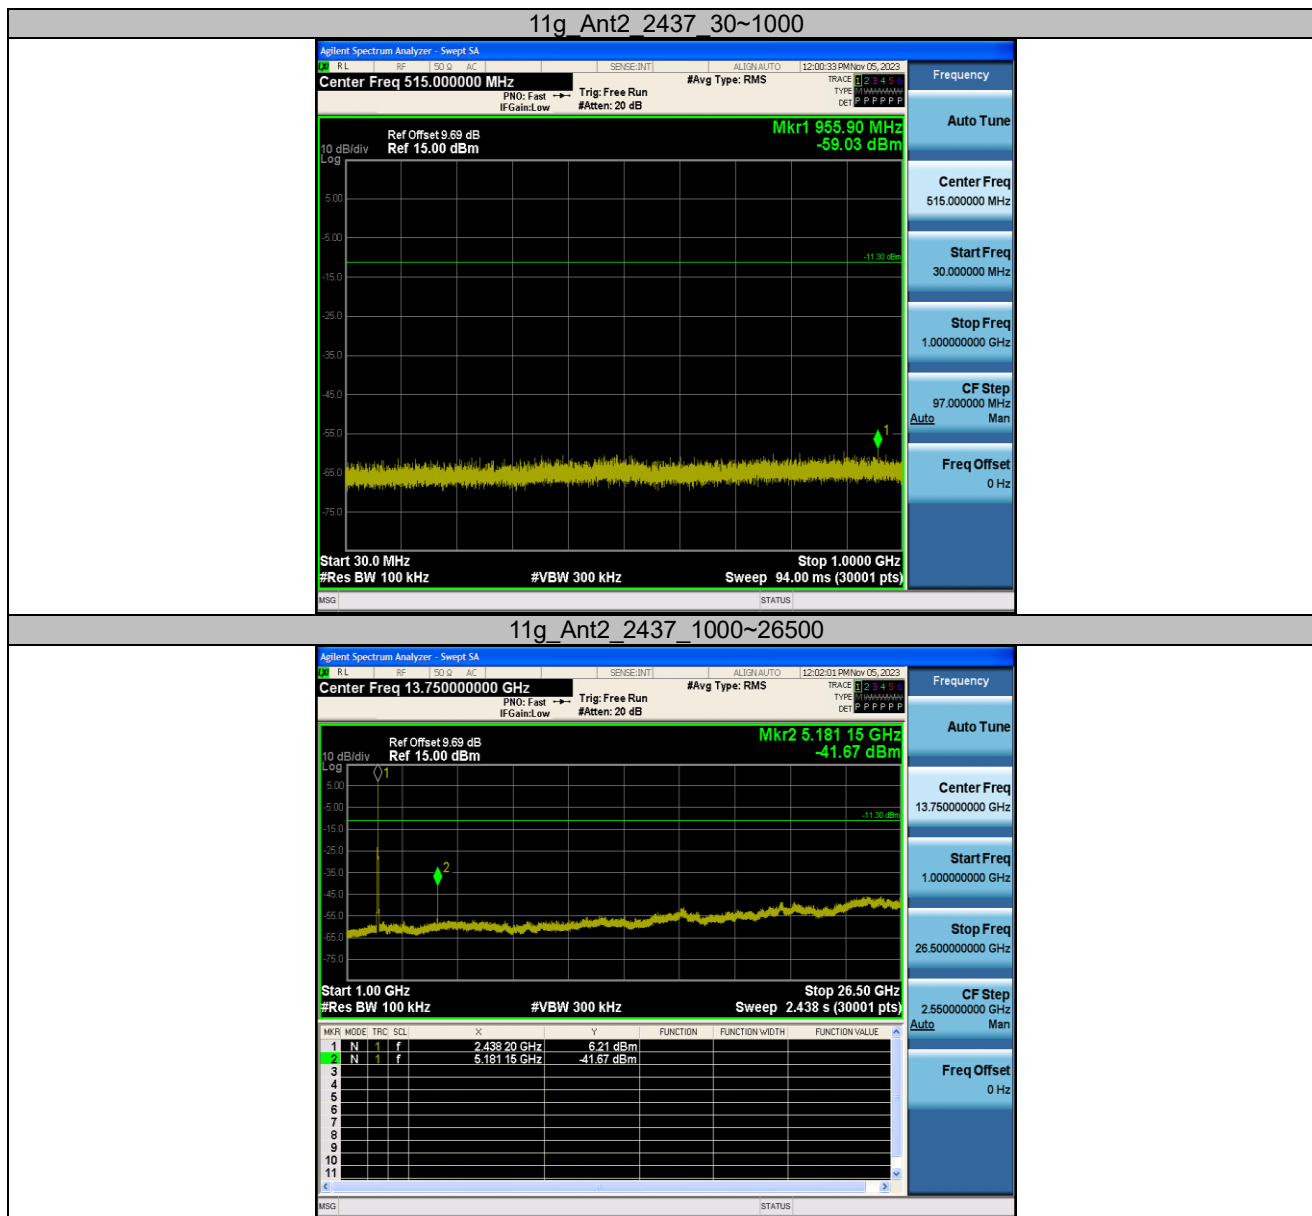 11g_Ant2_2437_30~1000
Agilent Spectrum Analyzer - Swept SA
RL RF 50 Ω AC SENSE:INT ALIGNAUTO 12:00:33 PM Nov 05, 2023
Center Freq 515.000000 MHz #Avg Type: RMS TRACE 1 2 3 4 5 6
PNO: Fast Trig: Free Run TYPE
IFGain:Low #Atten: 20 dB DET P P P P P P
Frequency
Auto Tune
Center Freq
515.000000 MHz
Start Freq
30.000000 MHz
Stop Freq
1.000000000 GHz
CF Step
97.000000 MHz
Auto Man
Freq Offset
0 Hz
Mkr1 955.90 MHz
-59.03 dBm
Ref Offset 9.69 dB
10 dB/div Ref 15.00 dBm
Log
5.00
-5.00
-11.30 dBm
-15.0
-25.0
-35.0
-45.0
-55.0
1
-65.0
-75.0
Start 30.0 MHz Stop 1.0000 GHz
#Res BW 100 kHz #VBW 300 kHz Sweep 94.00 ms (30001 pts)
MSG STATUS
11g_Ant2_2437_1000~26500
Agilent Spectrum Analyzer - Swept SA
RL RF 50 Ω AC SENSE:INT ALIGNAUTO 12:02:01 PM Nov 05, 2023
Center Freq 13.750000000 GHz #Avg Type: RMS TRACE 1 2 3 4 5 6
PNO: Fast Trig: Free Run TYPE
IFGain:Low #Atten: 20 dB DET P P P P P P
Frequency
Auto Tune
Center Freq
13.750000000 GHz
Start Freq
1.000000000 GHz
Stop Freq
26.500000000 GHz
CF Step
2.550000000 GHz
Auto Man
Freq Offset
0 Hz
Mkr2 5.181 15 GHz
-41.67 dBm
Ref Offset 9.69 dB
10 dB/div Ref 15.00 dBm
Log
1
5.00
-5.00
-11.30 dBm
-15.0
-25.0
-35.0
2
-45.0
-55.0
-65.0
-75.0
Start 1.00 GHz Stop 26.50 GHz
#Res BW 100 kHz #VBW 300 kHz Sweep 2.438 s (30001 pts)
MKR MODE TRC SCL X Y FUNCTION FUNCTION WIDTH FUNCTION VALUE
1 N 1 f 2.438 20 GHz 6.21 dBm
2 N 1 f 5.181 15 GHz -41.67 dBm
3
4
5
6
7
8
9
10
11
MSG STATUS